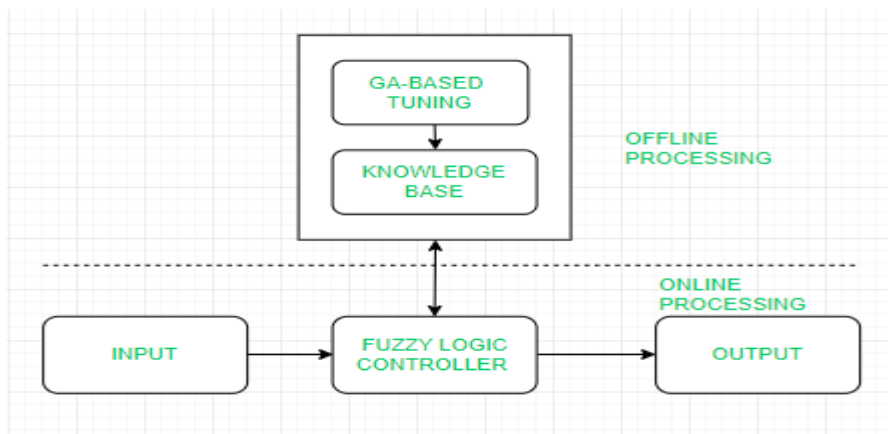 GA-BASED
TUNING
KNOWLEDGE
BASE
OFFLINE
PROCESSING
ONLINE
PROCESSING
INPUT
FUZZY LOGIC
CONTROLLER
OUTPUT